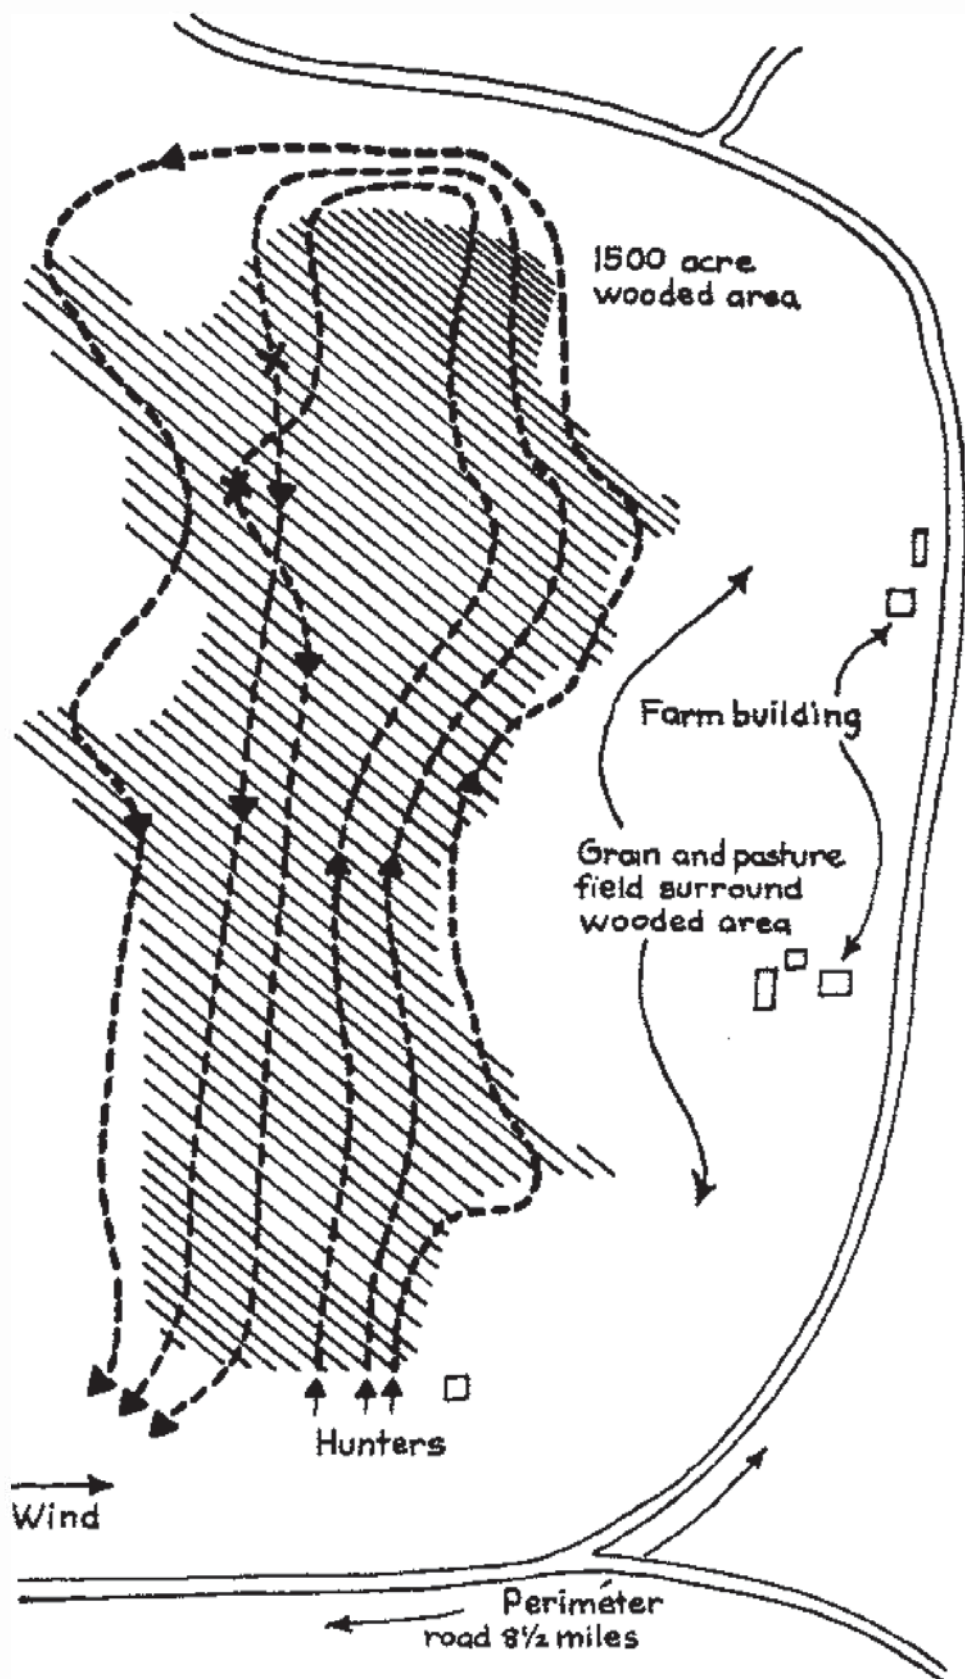 1500 acre
wooded area
Farm building
Grain and pasture
field surround
wooded area
Hunters
Wind
Periméter
road 8½ miles